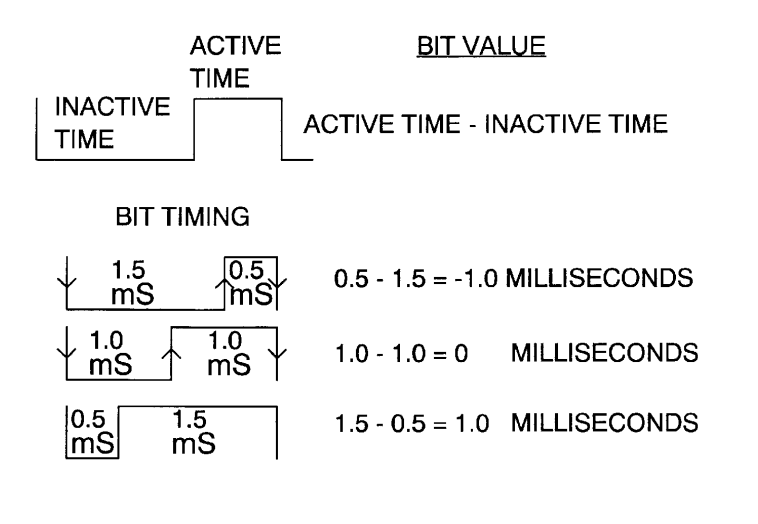 ACTIVE TIME
BIT VALUE
INACTIVE TIME
ACTIVE TIME - INACTIVE TIME
BIT TIMING
1.5 mS
0.5 mS
0.5 - 1.5 = -1.0 MILLISECONDS
1.0 mS
1.0 mS
1.0 - 1.0 = 0 MILLISECONDS
0.5 mS
1.5 mS
1.5 - 0.5 = 1.0 MILLISECONDS